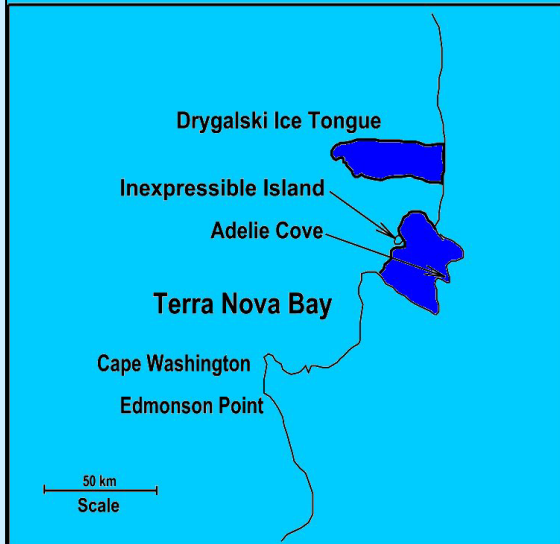 Drygalski Ice Tongue
Inexpressible Island
Adelie Cove
Terra Nova Bay
Cape Washington
Edmonson Point
50 km
Scale